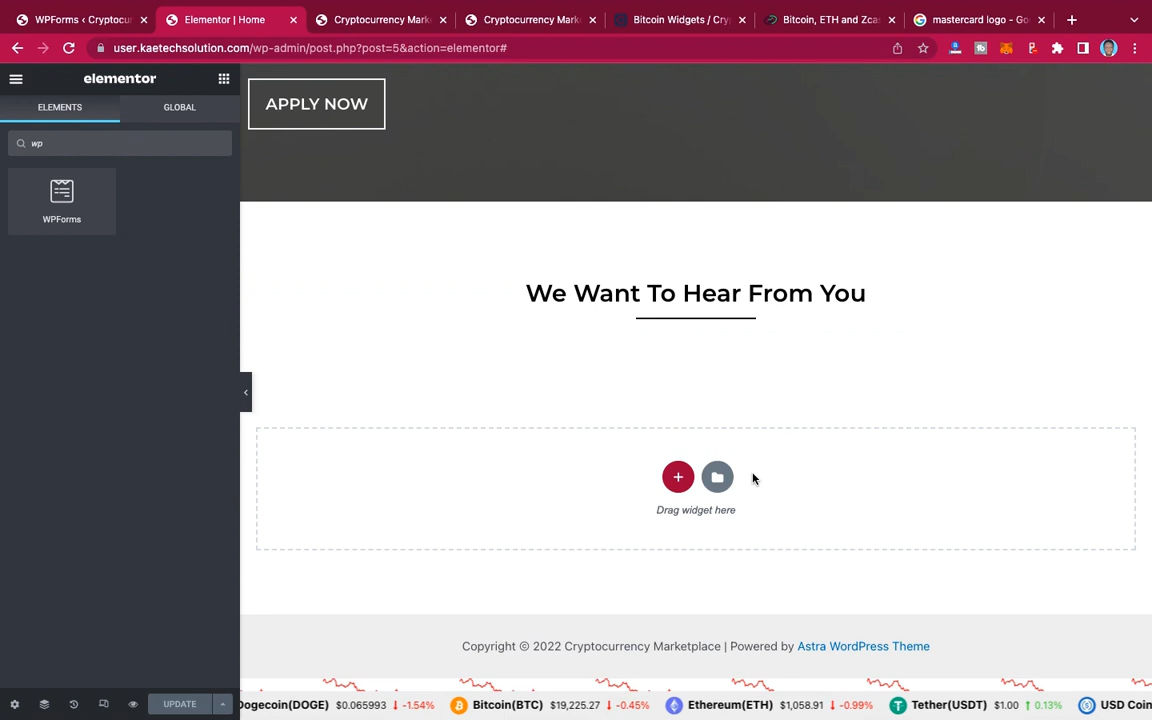 WPForms ‹ Cryptocur
Elementor | Home
Cryptocurrency Mark
Cryptocurrency Mark
Bitcoin Widgets / Cry
Bitcoin, ETH and Zcas
mastercard logo - Go
user.kaetechsolution.com/wp-admin/post.php?post=5&action=elementor#
elementor
ELEMENTS
GLOBAL
wp
WPForms
UPDATE
APPLY NOW
We Want To Hear From You
Drag widget here
Copyright © 2022 Cryptocurrency Marketplace | Powered by Astra WordPress Theme
Dogecoin(DOGE) $0.065993 ↓ -1.54% Bitcoin(BTC) $19,225.27 ↓ -0.45% Ethereum(ETH) $1,058.91 ↓ -0.99% Tether(USDT) $1.00 ↑ 0.13% USD Coin